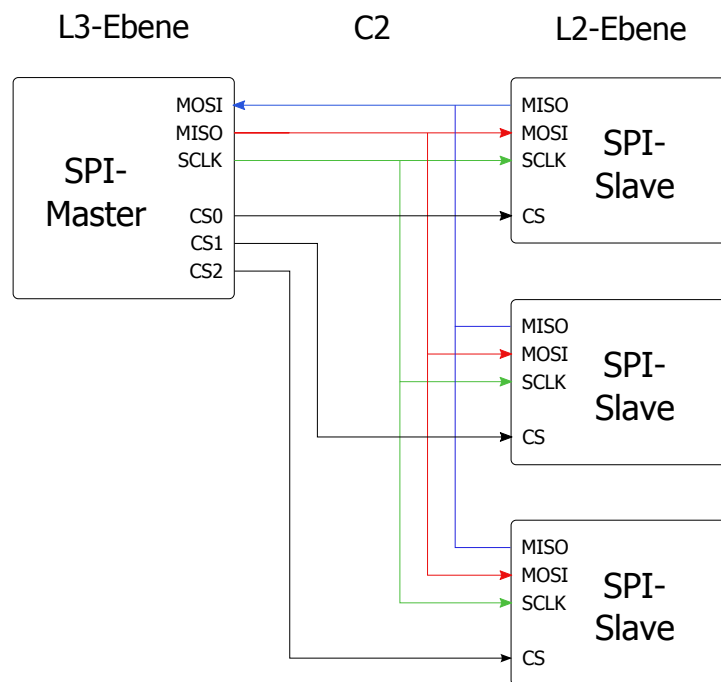 L3-Ebene
C2
L2-Ebene
MOSI
MISO
SCLK
SPI-
Master
CS0
CS1
CS2
MISO
MOSI
SCLK
SPI-
Slave
CS
MISO
MOSI
SCLK
SPI-
Slave
CS
MISO
MOSI
SCLK
SPI-
Slave
CS